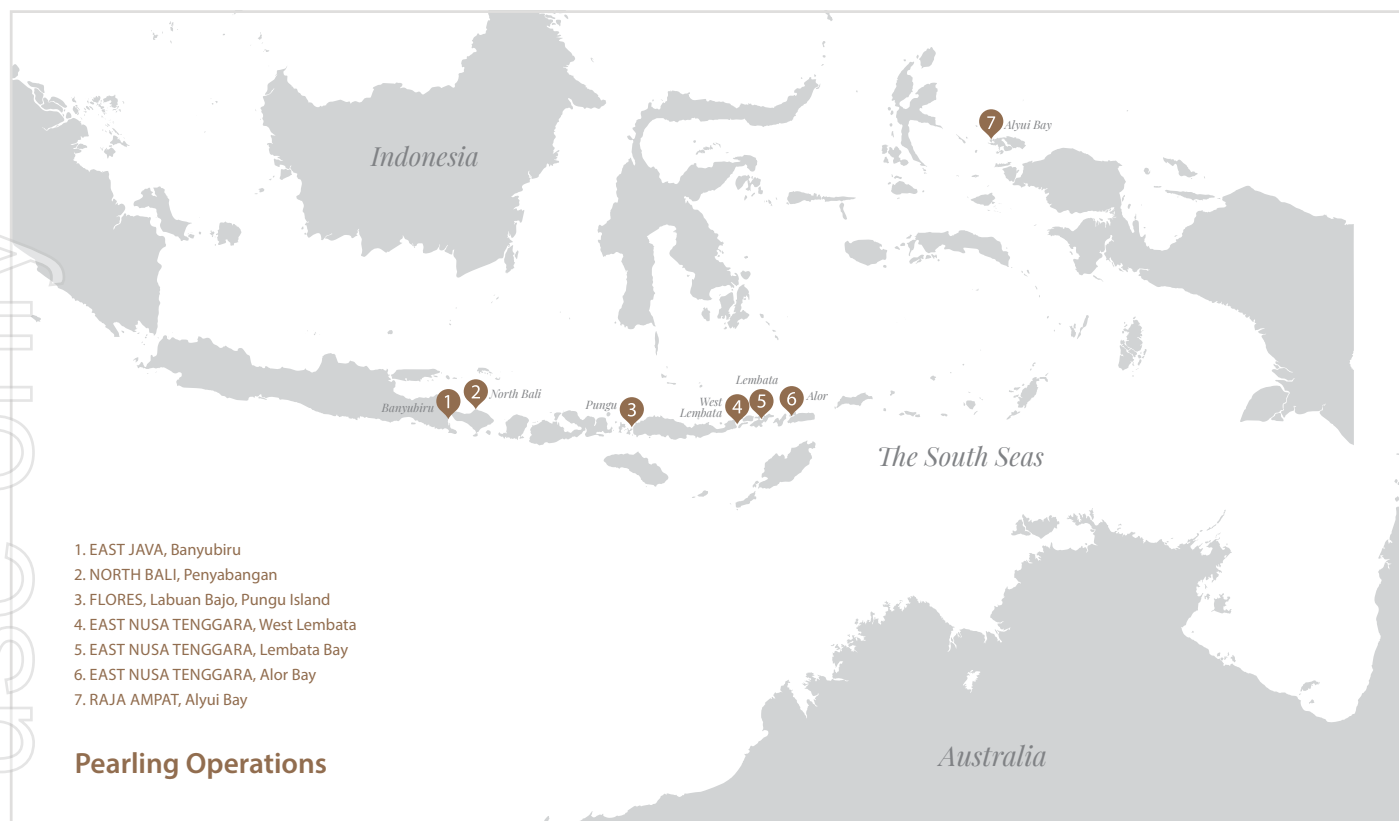 Indonesia
7
Alyui Bay
Banyubiru
1
2
North Bali
Pungu
3
West
Lembata
4
Lembata
5
6
Alor
The South Seas
1. EAST JAVA, Banyubiru
2. NORTH BALI, Penyabangan
3. FLORES, Labuan Bajo, Pungu Island
4. EAST NUSA TENGGARA, West Lembata
5. EAST NUSA TENGGARA, Lembata Bay
6. EAST NUSA TENGGARA, Alor Bay
7. RAJA AMPAT, Alyui Bay
Pearling Operations
Australia